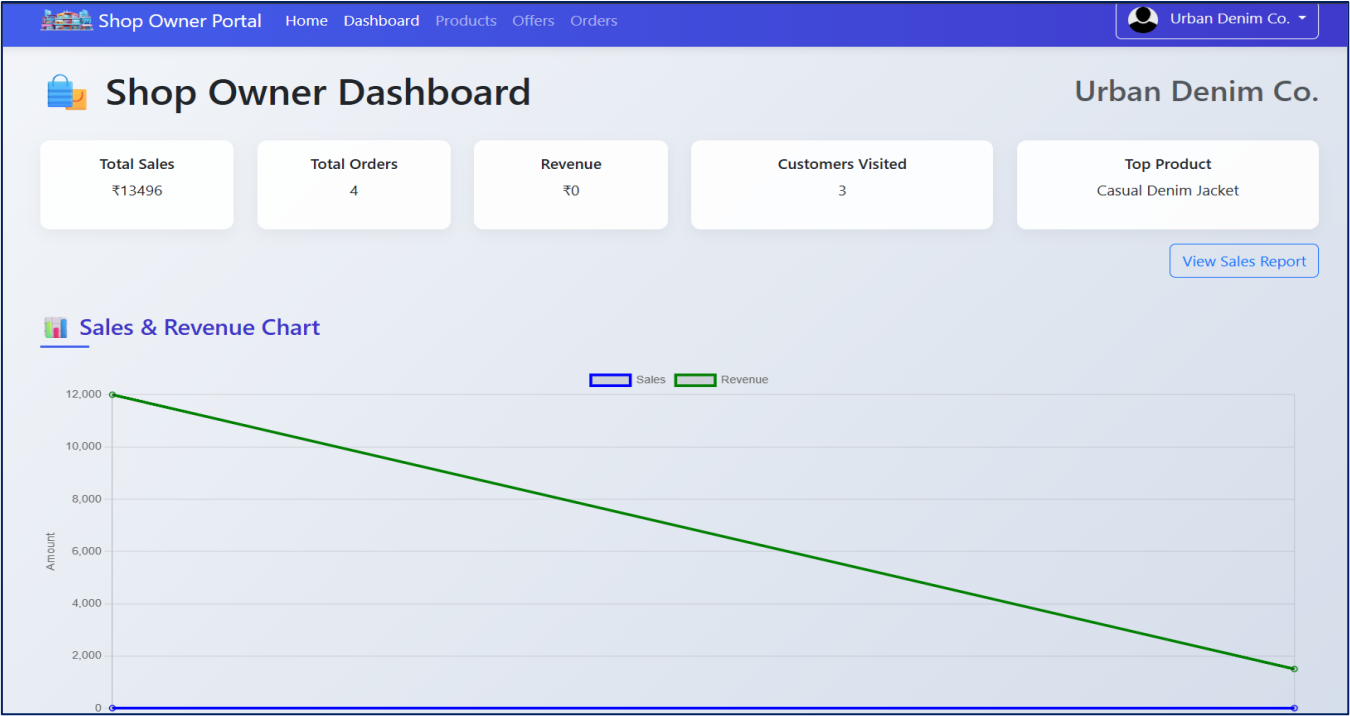 Shop Owner Portal Home Dashboard Products Offers Orders Urban Denim Co.
Shop Owner Dashboard Urban Denim Co.
Total Sales Total Orders Revenue Customers Visited Top Product
₹13496 4 ₹0 3 Casual Denim Jacket
View Sales Report
Sales & Revenue Chart
Sales Revenue
12,000
10,000
8,000
6,000
Amount
4,000
2,000
0